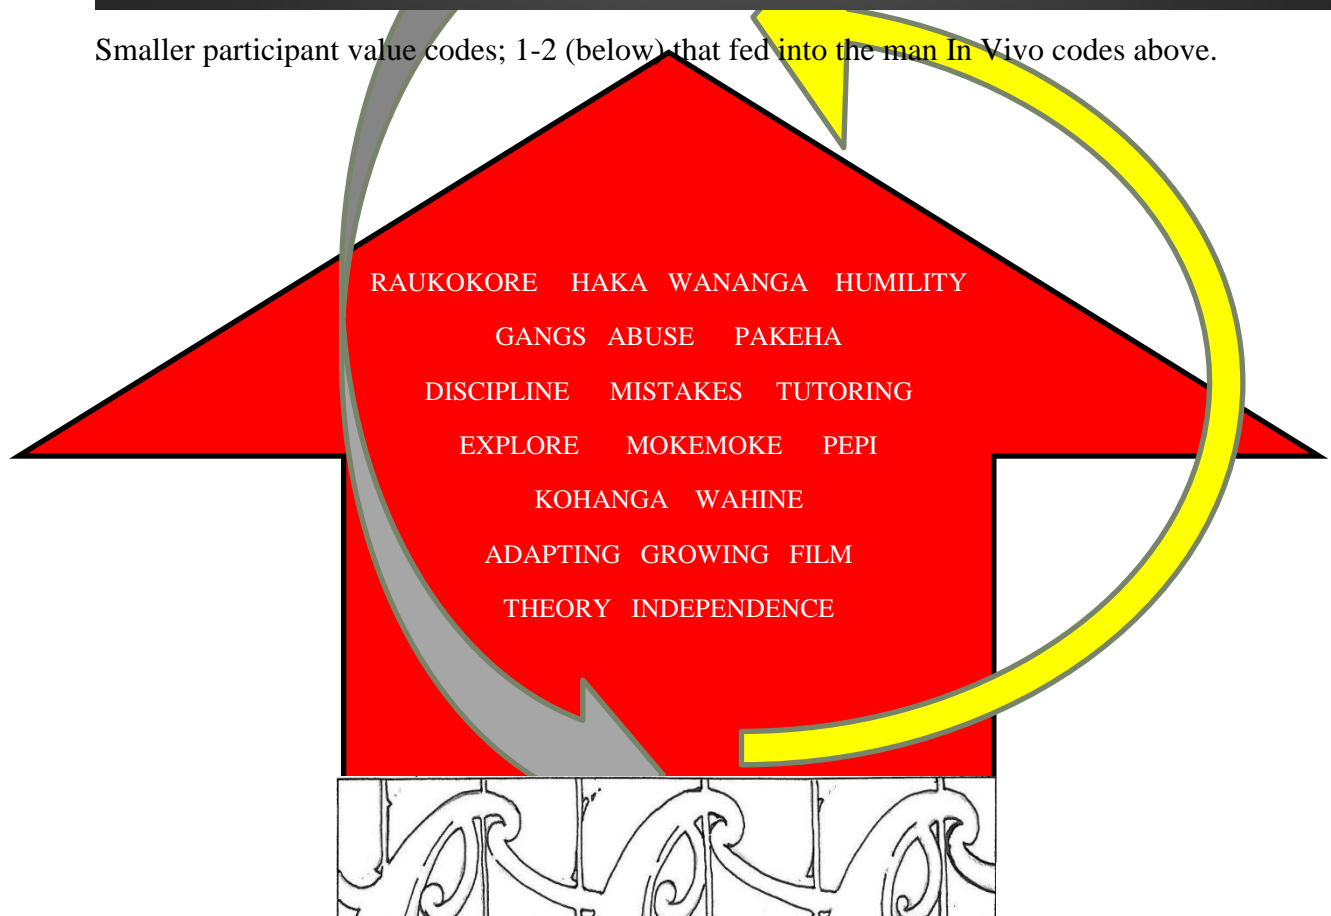 Smaller participant value codes; 1-2 (below) that fed into the man In Vivo codes above.
RAUKOKORE HAKA WANANGA HUMILITY
GANGS ABUSE PAKEHA
DISCIPLINE MISTAKES TUTORING
EXPLORE MOKEMOKE PEPI
KOHANGA WAHINE
ADAPTING GROWING FILM
THEORY INDEPENDENCE